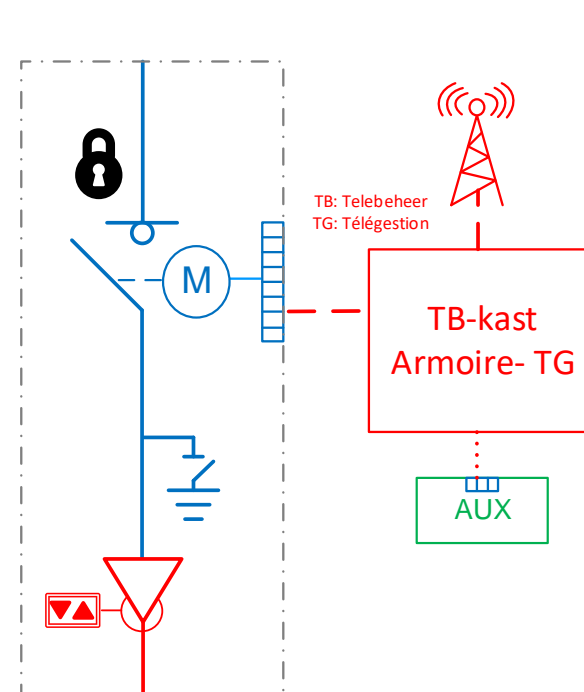 TB: Telebeheer
TG: Télégestion
M
TB-kast
Armoire- TG
AUX